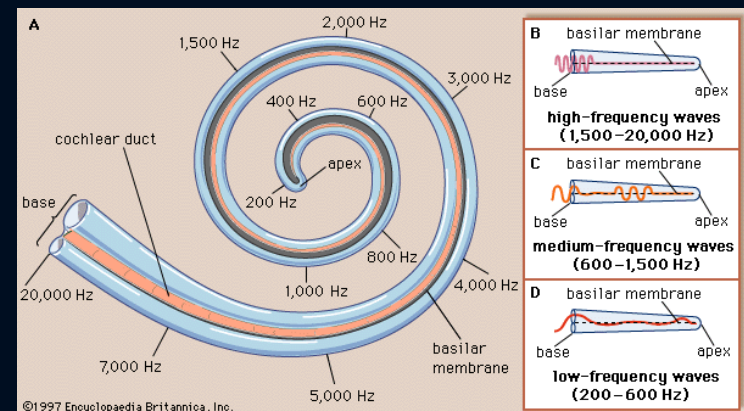 A
2,000 Hz
1,500 Hz
3,000 Hz
400 Hz
600 Hz
cochlear duct
apex
200 Hz
base
800 Hz
1,000 Hz
4,000 Hz
20,000 Hz
7,000 Hz
basilar
membrane
5,000 Hz
©1997 Encyclopaedia Britannica, Inc.
B
basilar membrane
base
apex
high-frequency waves
(1,500–20,000 Hz)
C
basilar membrane
base
apex
medium-frequency waves
(600–1,500 Hz)
D
basilar membrane
base
apex
low-frequency waves
(200–600 Hz)